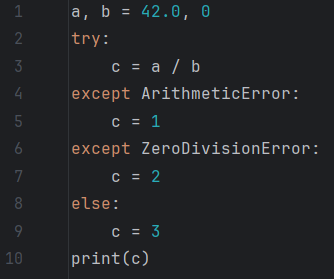 1 a, b = 42.0, 0
2 try:
3     c = a / b
4 except ArithmeticError:
5     c = 1
6 except ZeroDivisionError:
7     c = 2
8 else:
9     c = 3
10 print(c)